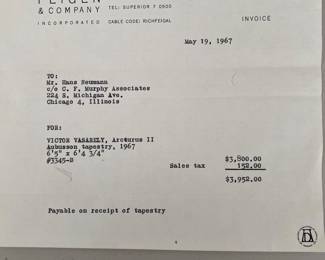 FEIGEN
& COMPANY TEL: SUPERIOR 7 0500
INCORPORATED CABLE CODE: RICHFEIGAL
INVOICE
May 19, 1967
TO:
Mr. Hans Neumann
c/o C. F. Murphy Associates
224 S. Michigan Ave.
Chicago 4, Illinois
FOR:
VICTOR VASARELY, Arcturus II
Aubusson tapestry, 1967
6'5" x 6'4 3/4"
#3345-B
$3,800.00
Sales tax 152.00
$3,952.00
Payable on receipt of tapestry